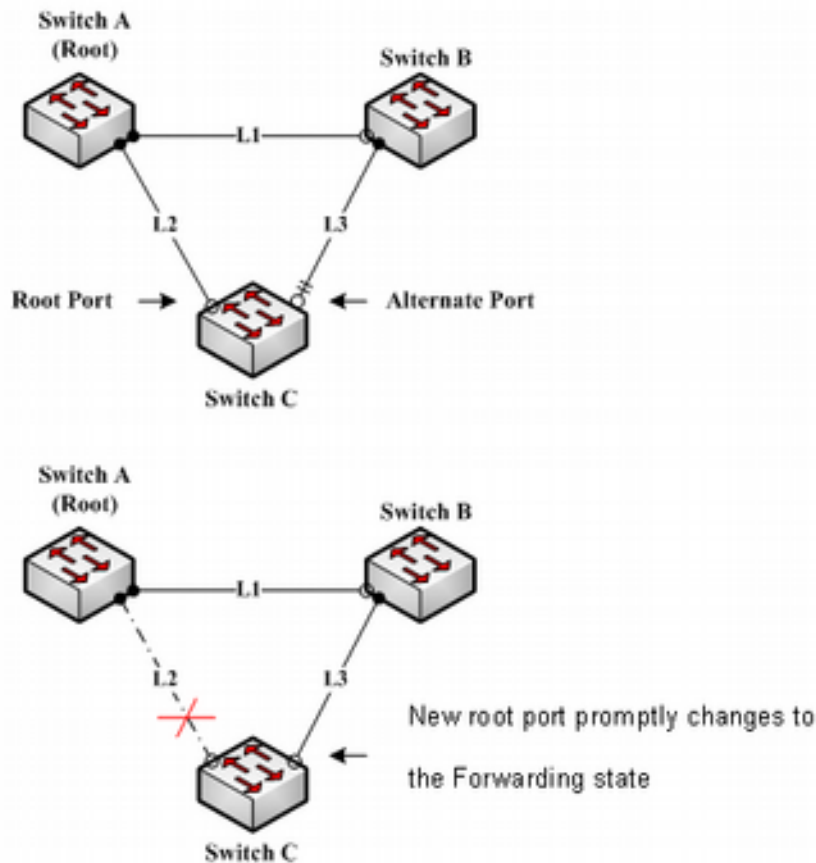 Switch A
(Root)
Switch B
L1
L2
L3
Root Port
Alternate Port
Switch C
Switch A
(Root)
Switch B
L1
L2
L3
New root port promptly changes to
the Forwarding state
Switch C